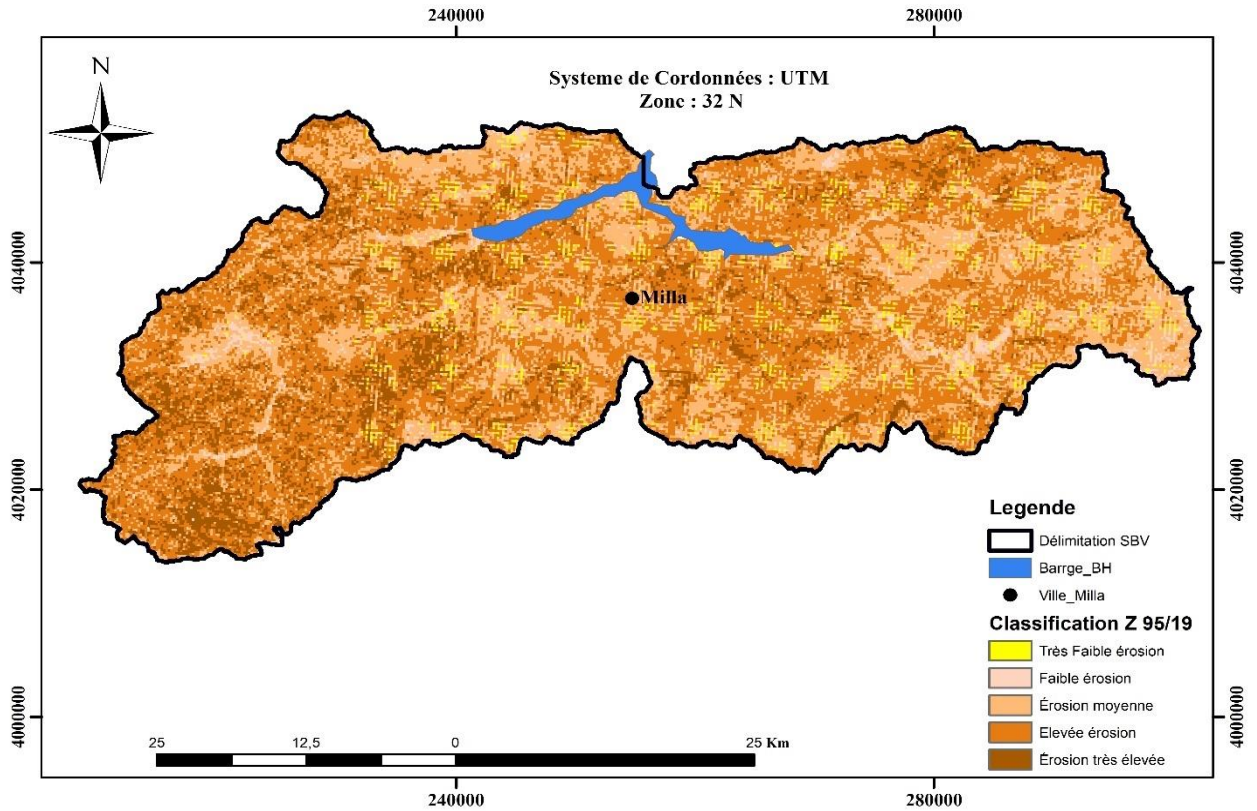 240000
280000
N
Systeme de Cordonnées : UTM
Zone : 32 N
4040000
4040000
Milla
4020000
4020000
Legende
Délimitation SBV
Barrge_BH
Ville_Milla
Classification Z 95/19
Très Faible érosion
Faible érosion
Érosion moyenne
Elevée érosion
Érosion très élevée
4000000
4000000
25
12,5
0
25 Km
240000
280000